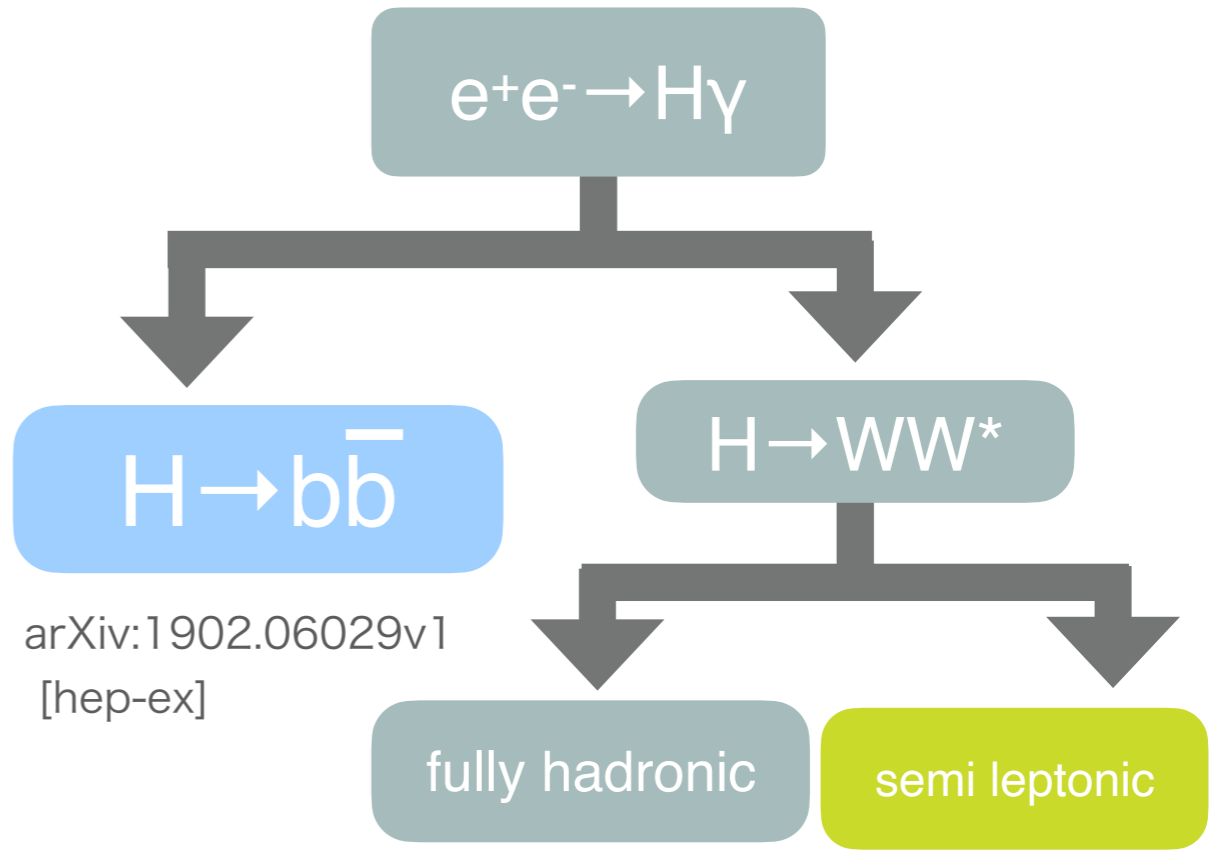 e⁺e⁻→Hγ
H→bb̅
H→WW*
arXiv:1902.06029v1
[hep-ex]
fully hadronic
semi leptonic